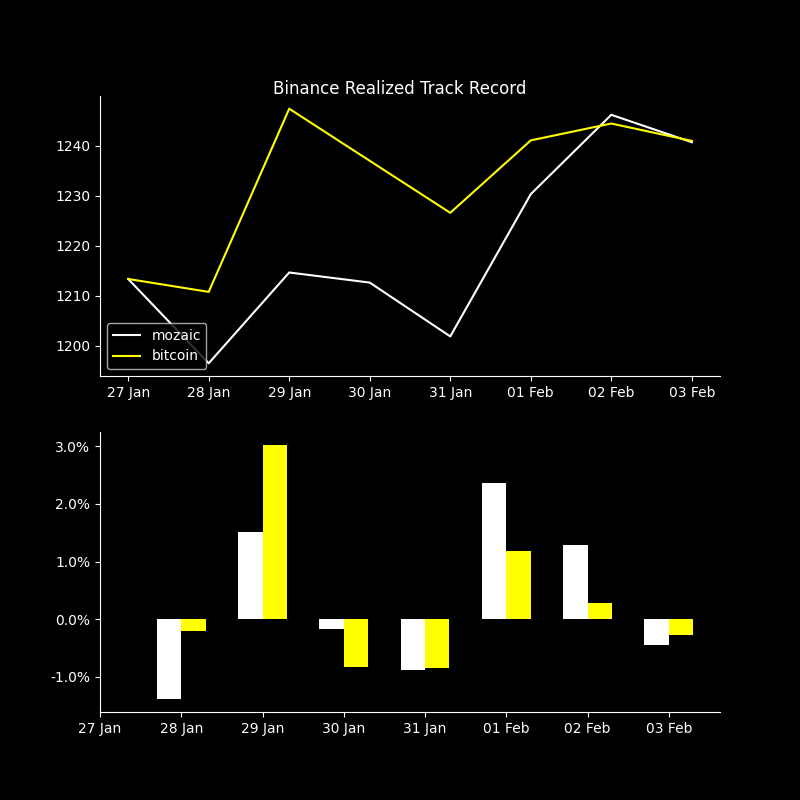 Binance Realized Track Record
1240
1230
1220
1210
1200
mozaic
bitcoin
27 Jan 28 Jan 29 Jan 30 Jan 31 Jan 01 Feb 02 Feb 03 Feb
3.0%
2.0%
1.0%
0.0%
-1.0%
27 Jan 28 Jan 29 Jan 30 Jan 31 Jan 01 Feb 02 Feb 03 Feb